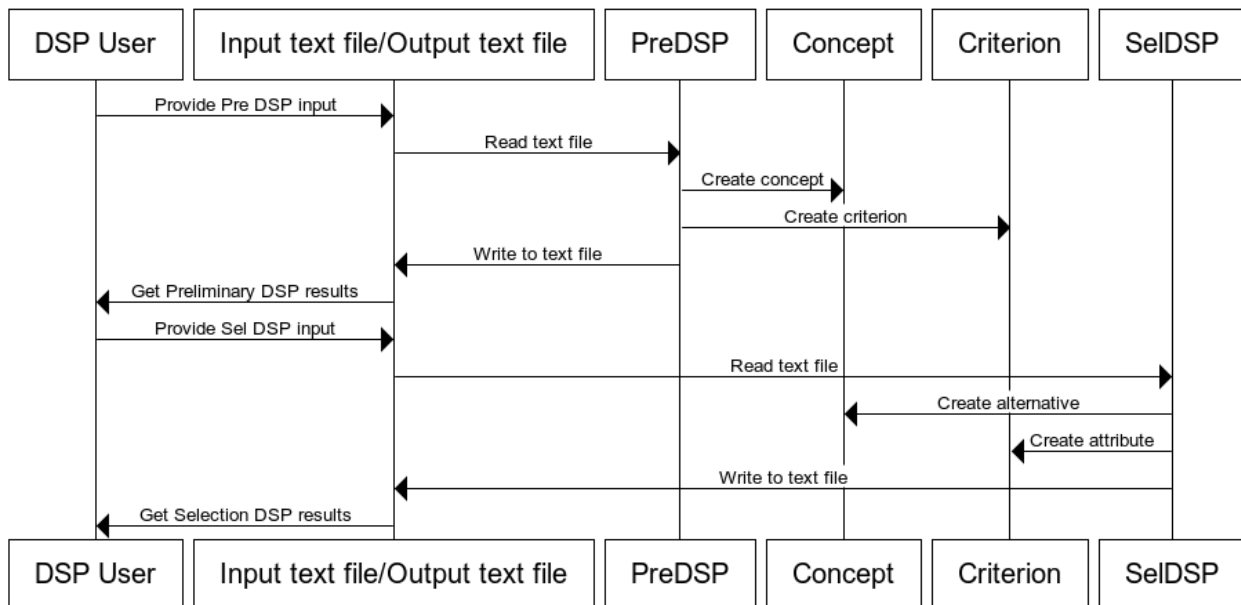 DSP User
Input text file/Output text file
PreDSP
Concept
Criterion
SelDSP
Provide Pre DSP input
Read text file
Create concept
Create criterion
Write to text file
Get Preliminary DSP results
Provide Sel DSP input
Read text file
Create alternative
Create attribute
Write to text file
Get Selection DSP results
DSP User
Input text file/Output text file
PreDSP
Concept
Criterion
SelDSP